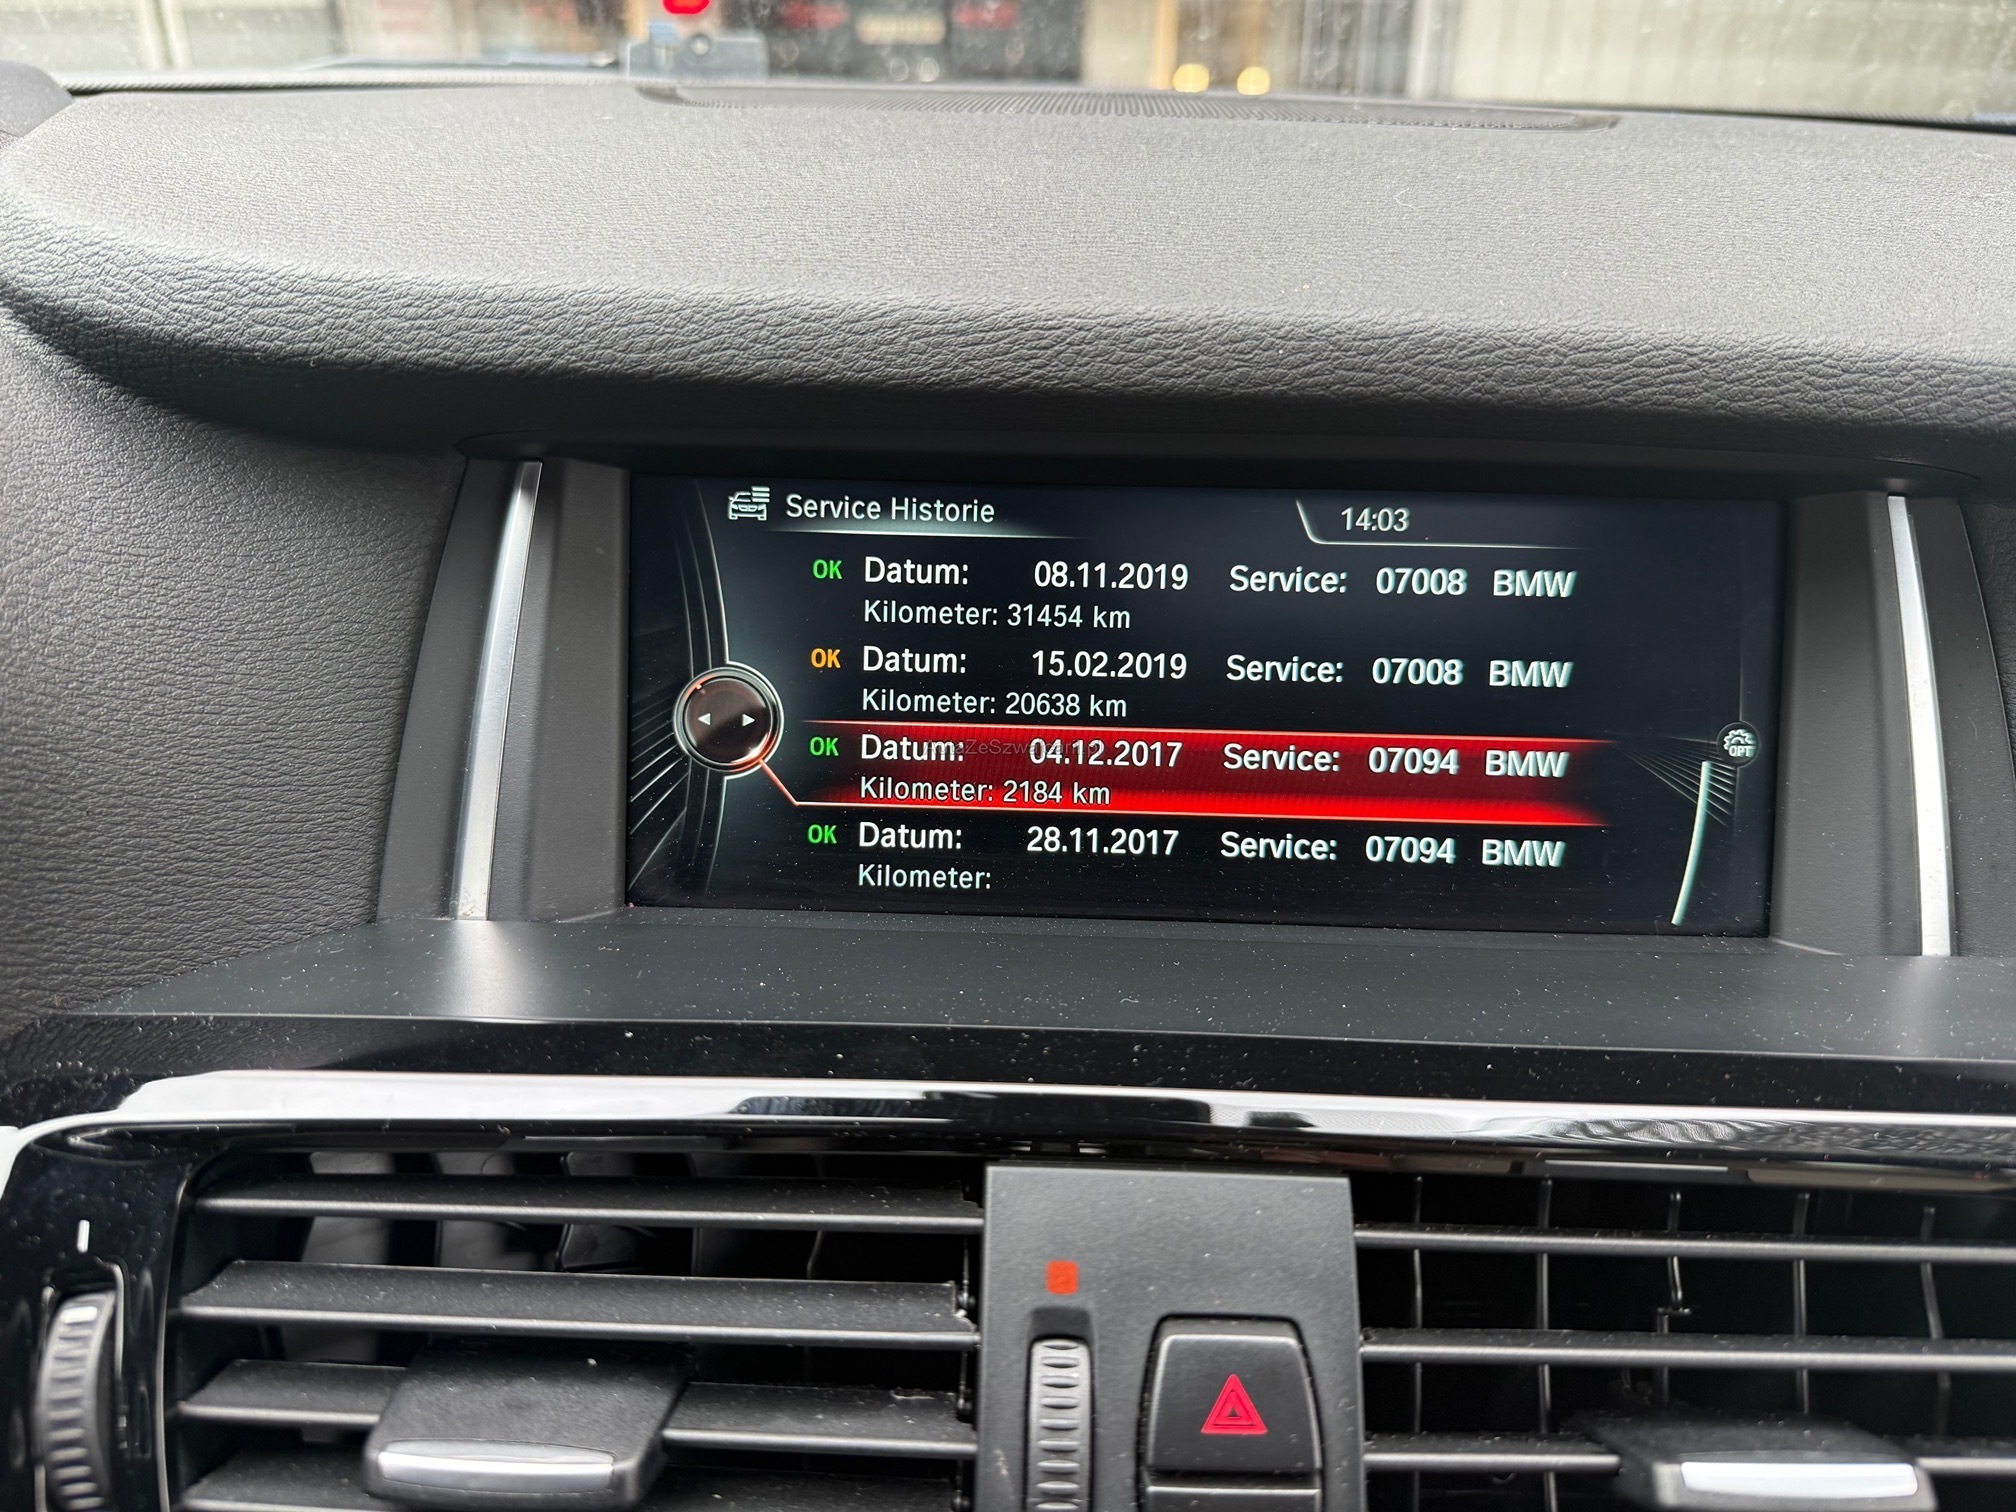 Service Historie
14:03
OK Datum: 08.11.2019 Service: 07008 BMW
Kilometer: 31454 km
OK Datum: 15.02.2019 Service: 07008 BMW
Kilometer: 20638 km
OK Datum: 04.12.2017 Service: 07094 BMW
Kilometer: 2184 km
OPT
OK Datum: 28.11.2017 Service: 07094 BMW
Kilometer: